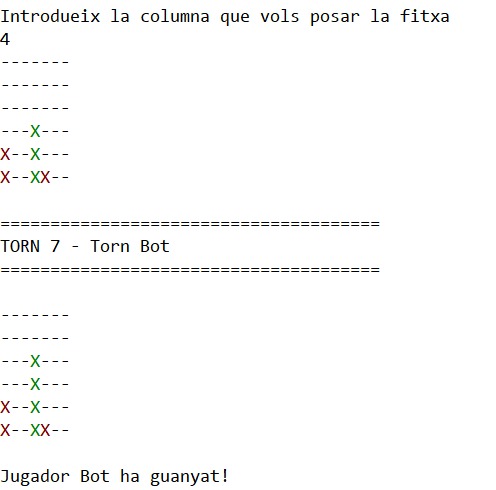 Introdueix la columna que vols posar la fitxa
4
-------
-------
-------
---X---
X--X---
X--XX--
======================================
TORN 7 - Torn Bot
======================================
-------
-------
---X---
---X---
X--X---
X--XX--
Jugador Bot ha guanyat!